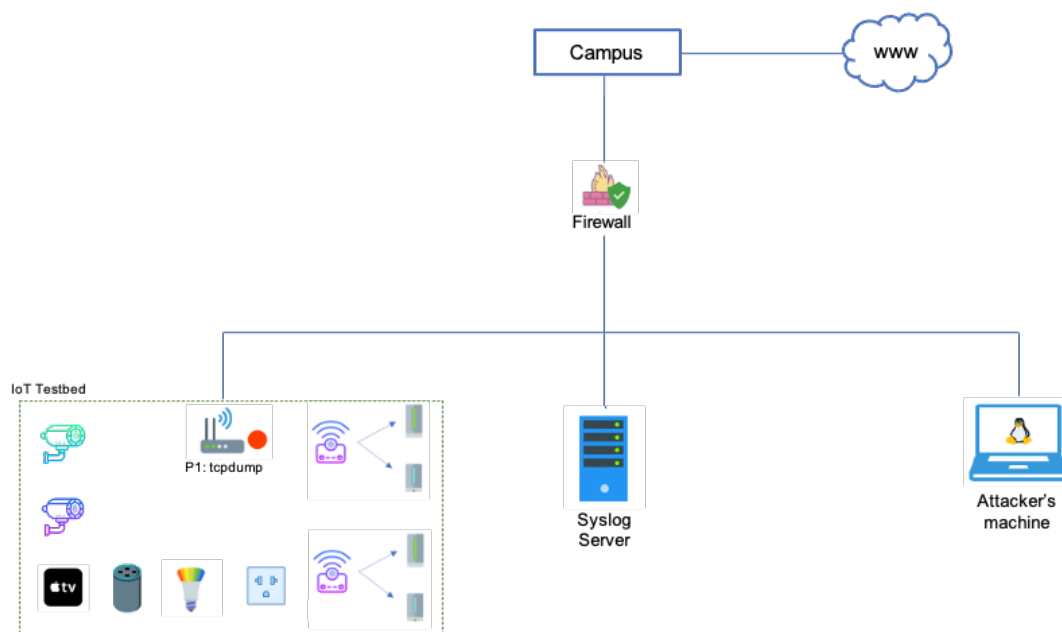 Campus
www
Firewall
IoT Testbed
P1: tcpdump
tv
Syslog
Server
Attacker's
machine